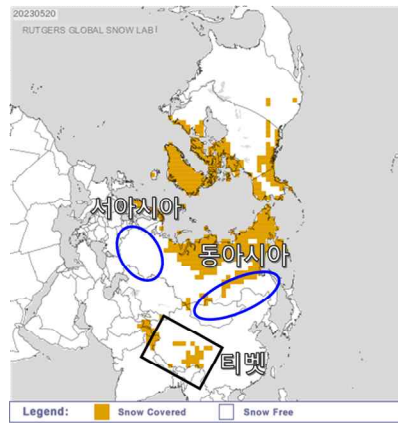 20230520
RUTGERS GLOBAL SNOW LAB
서아시아
동아시아
티벳
Legend: Snow Covered Snow Free